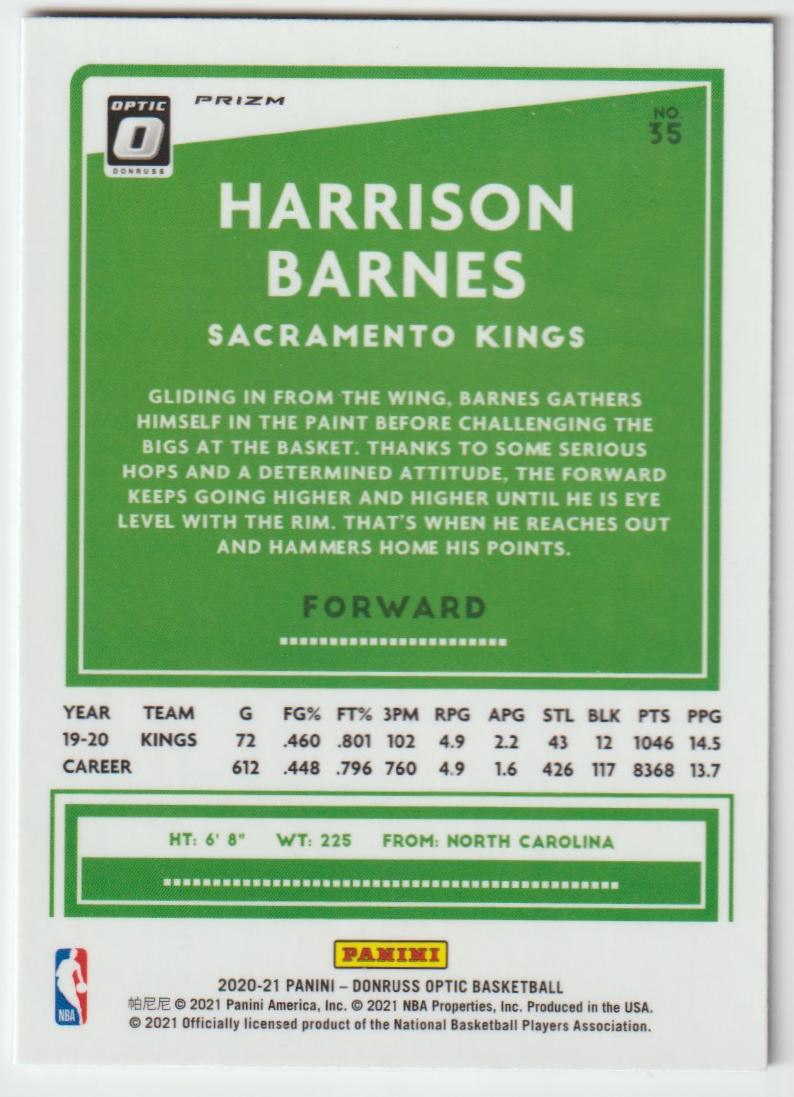 OPTIC
DONRUSS
PRIZM
NO.
35
HARRISON
BARNES
SACRAMENTO KINGS
GLIDING IN FROM THE WING, BARNES GATHERS
HIMSELF IN THE PAINT BEFORE CHALLENGING THE
BIGS AT THE BASKET. THANKS TO SOME SERIOUS
HOPS AND A DETERMINED ATTITUDE, THE FORWARD
KEEPS GOING HIGHER AND HIGHER UNTIL HE IS EYE
LEVEL WITH THE RIM. THAT'S WHEN HE REACHES OUT
AND HAMMERS HOME HIS POINTS.
FORWARD
YEAR TEAM G FG% FT% 3PM RPG APG STL BLK PTS PPG
19-20 KINGS 72 .460 .801 102 4.9 2.2 43 12 1046 14.5
CAREER 612 .448 .796 760 4.9 1.6 426 117 8368 13.7
HT: 6' 8" WT: 225 FROM: NORTH CAROLINA
PANINI
NBA
2020-21 PANINI – DONRUSS OPTIC BASKETBALL
帕尼尼 © 2021 Panini America, Inc. © 2021 NBA Properties, Inc. Produced in the USA.
© 2021 Officially licensed product of the National Basketball Players Association.